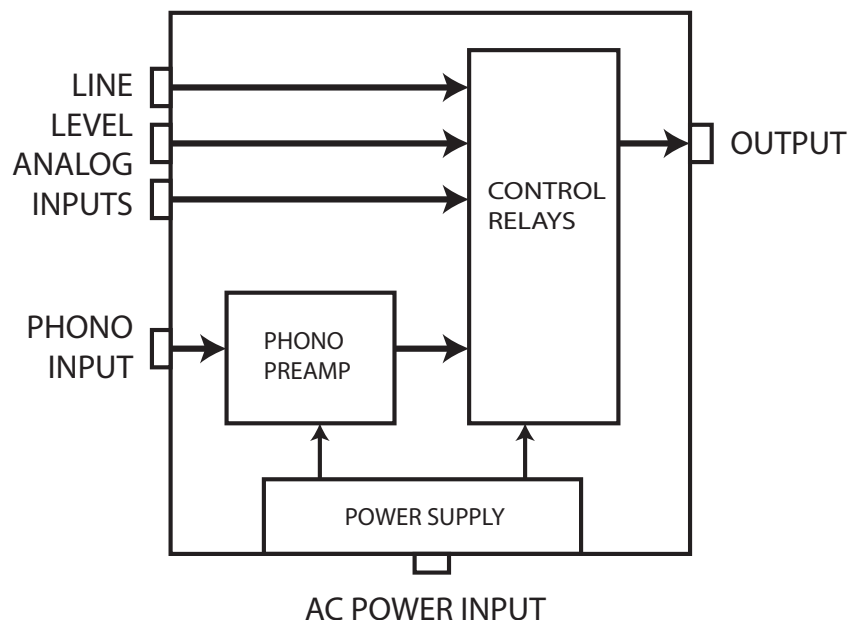 LINE
LEVEL
ANALOG
INPUTS
CONTROL
RELAYS
OUTPUT
PHONO
INPUT
PHONO
PREAMP
POWER SUPPLY
AC POWER INPUT